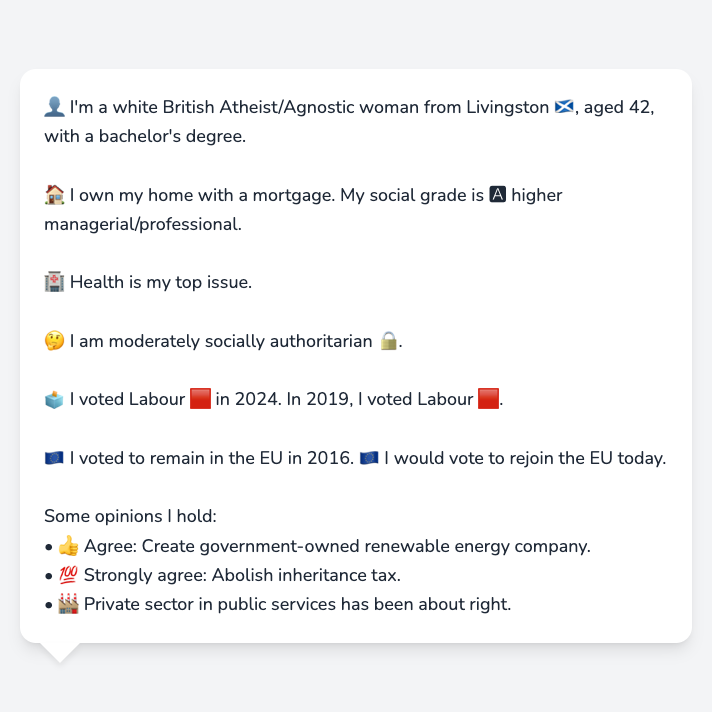 👤 I'm a white British Atheist/Agnostic woman from Livingston 🏴󠁧󠁢󠁳󠁣󠁴󠁿, aged 42,
with a bachelor's degree.
🏠 I own my home with a mortgage. My social grade is 🅰 higher
managerial/professional.
🏥 Health is my top issue.
🤔 I am moderately socially authoritarian 🔒.
🗳️ I voted Labour 🟥 in 2024. In 2019, I voted Labour 🟥.
🇪🇺 I voted to remain in the EU in 2016. 🇪🇺 I would vote to rejoin the EU today.
Some opinions I hold:
• 👍 Agree: Create government-owned renewable energy company.
• 💯 Strongly agree: Abolish inheritance tax.
• 🏭 Private sector in public services has been about right.